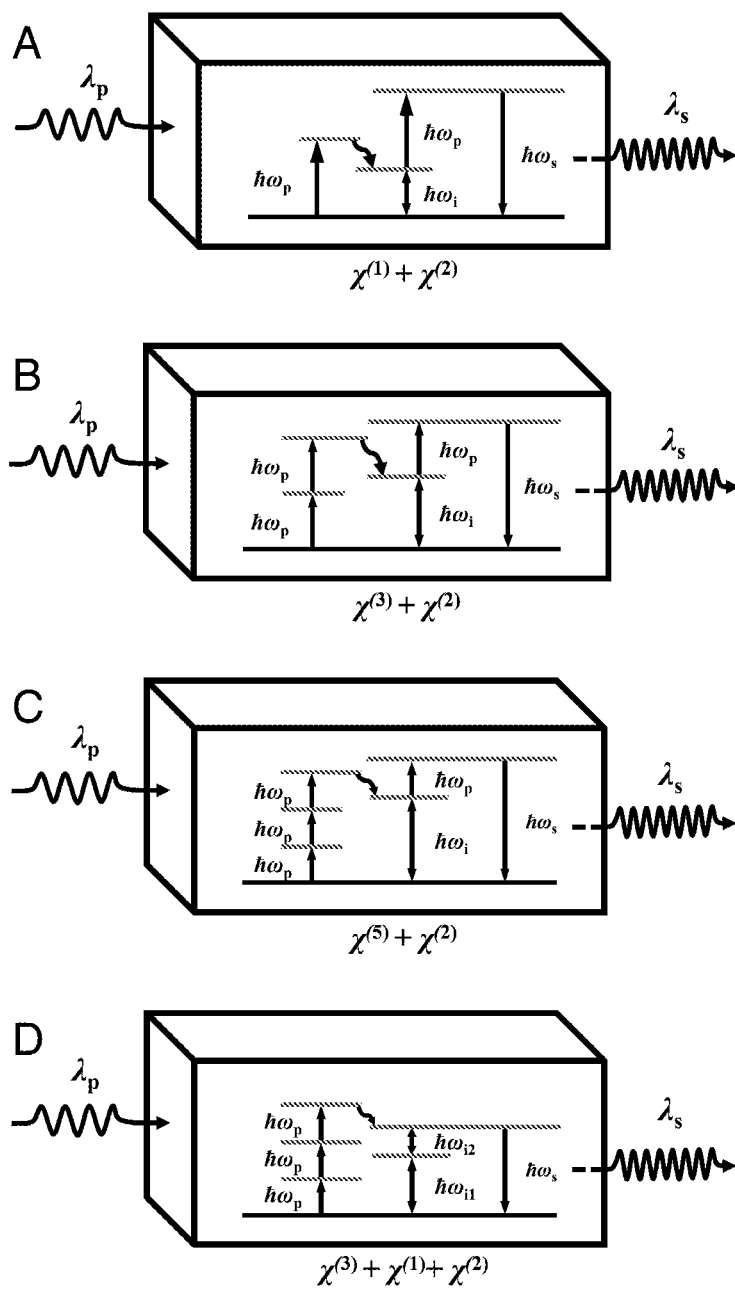 A
λp
λs
ħωp
ħωp
ħωi
ħωs
χ(1) + χ(2)
B
λp
λs
ħωp
ħωp
ħωp
ħωi
ħωs
χ(3) + χ(2)
C
λp
λs
ħωp
ħωp
ħωp
ħωp
ħωi
ħωs
χ(5) + χ(2)
D
λp
λs
ħωp
ħωp
ħωp
ħωi2
ħωi1
ħωs
χ(3) + χ(1)+ χ(2)